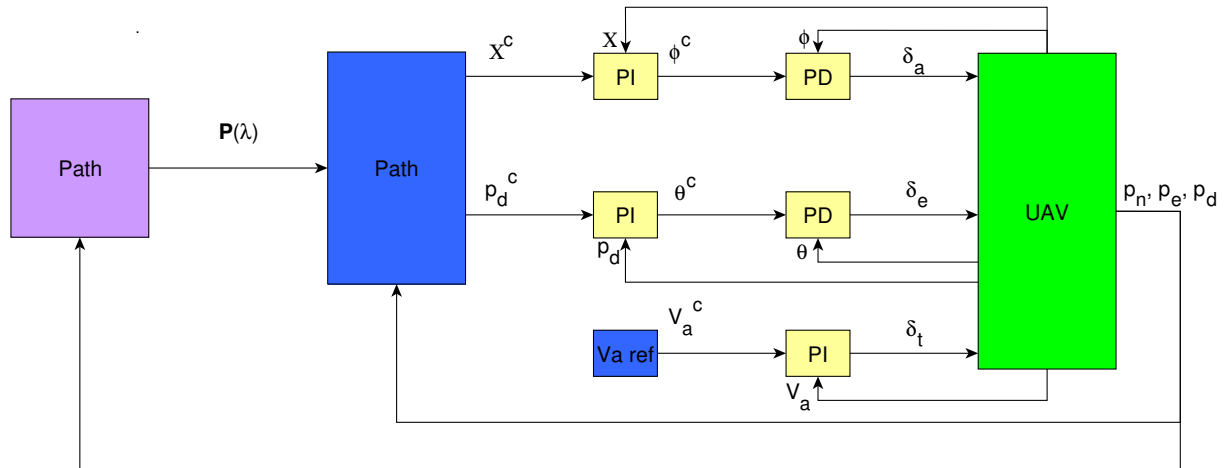 X^c
X
PI
ϕ^c
ϕ
PD
δ_a
Path
P(λ)
Path
p_d^c
PI
p_d
θ^c
PD
θ
δ_e
UAV
p_n, p_e, p_d
Va ref
V_a^c
PI
V_a
δ_t